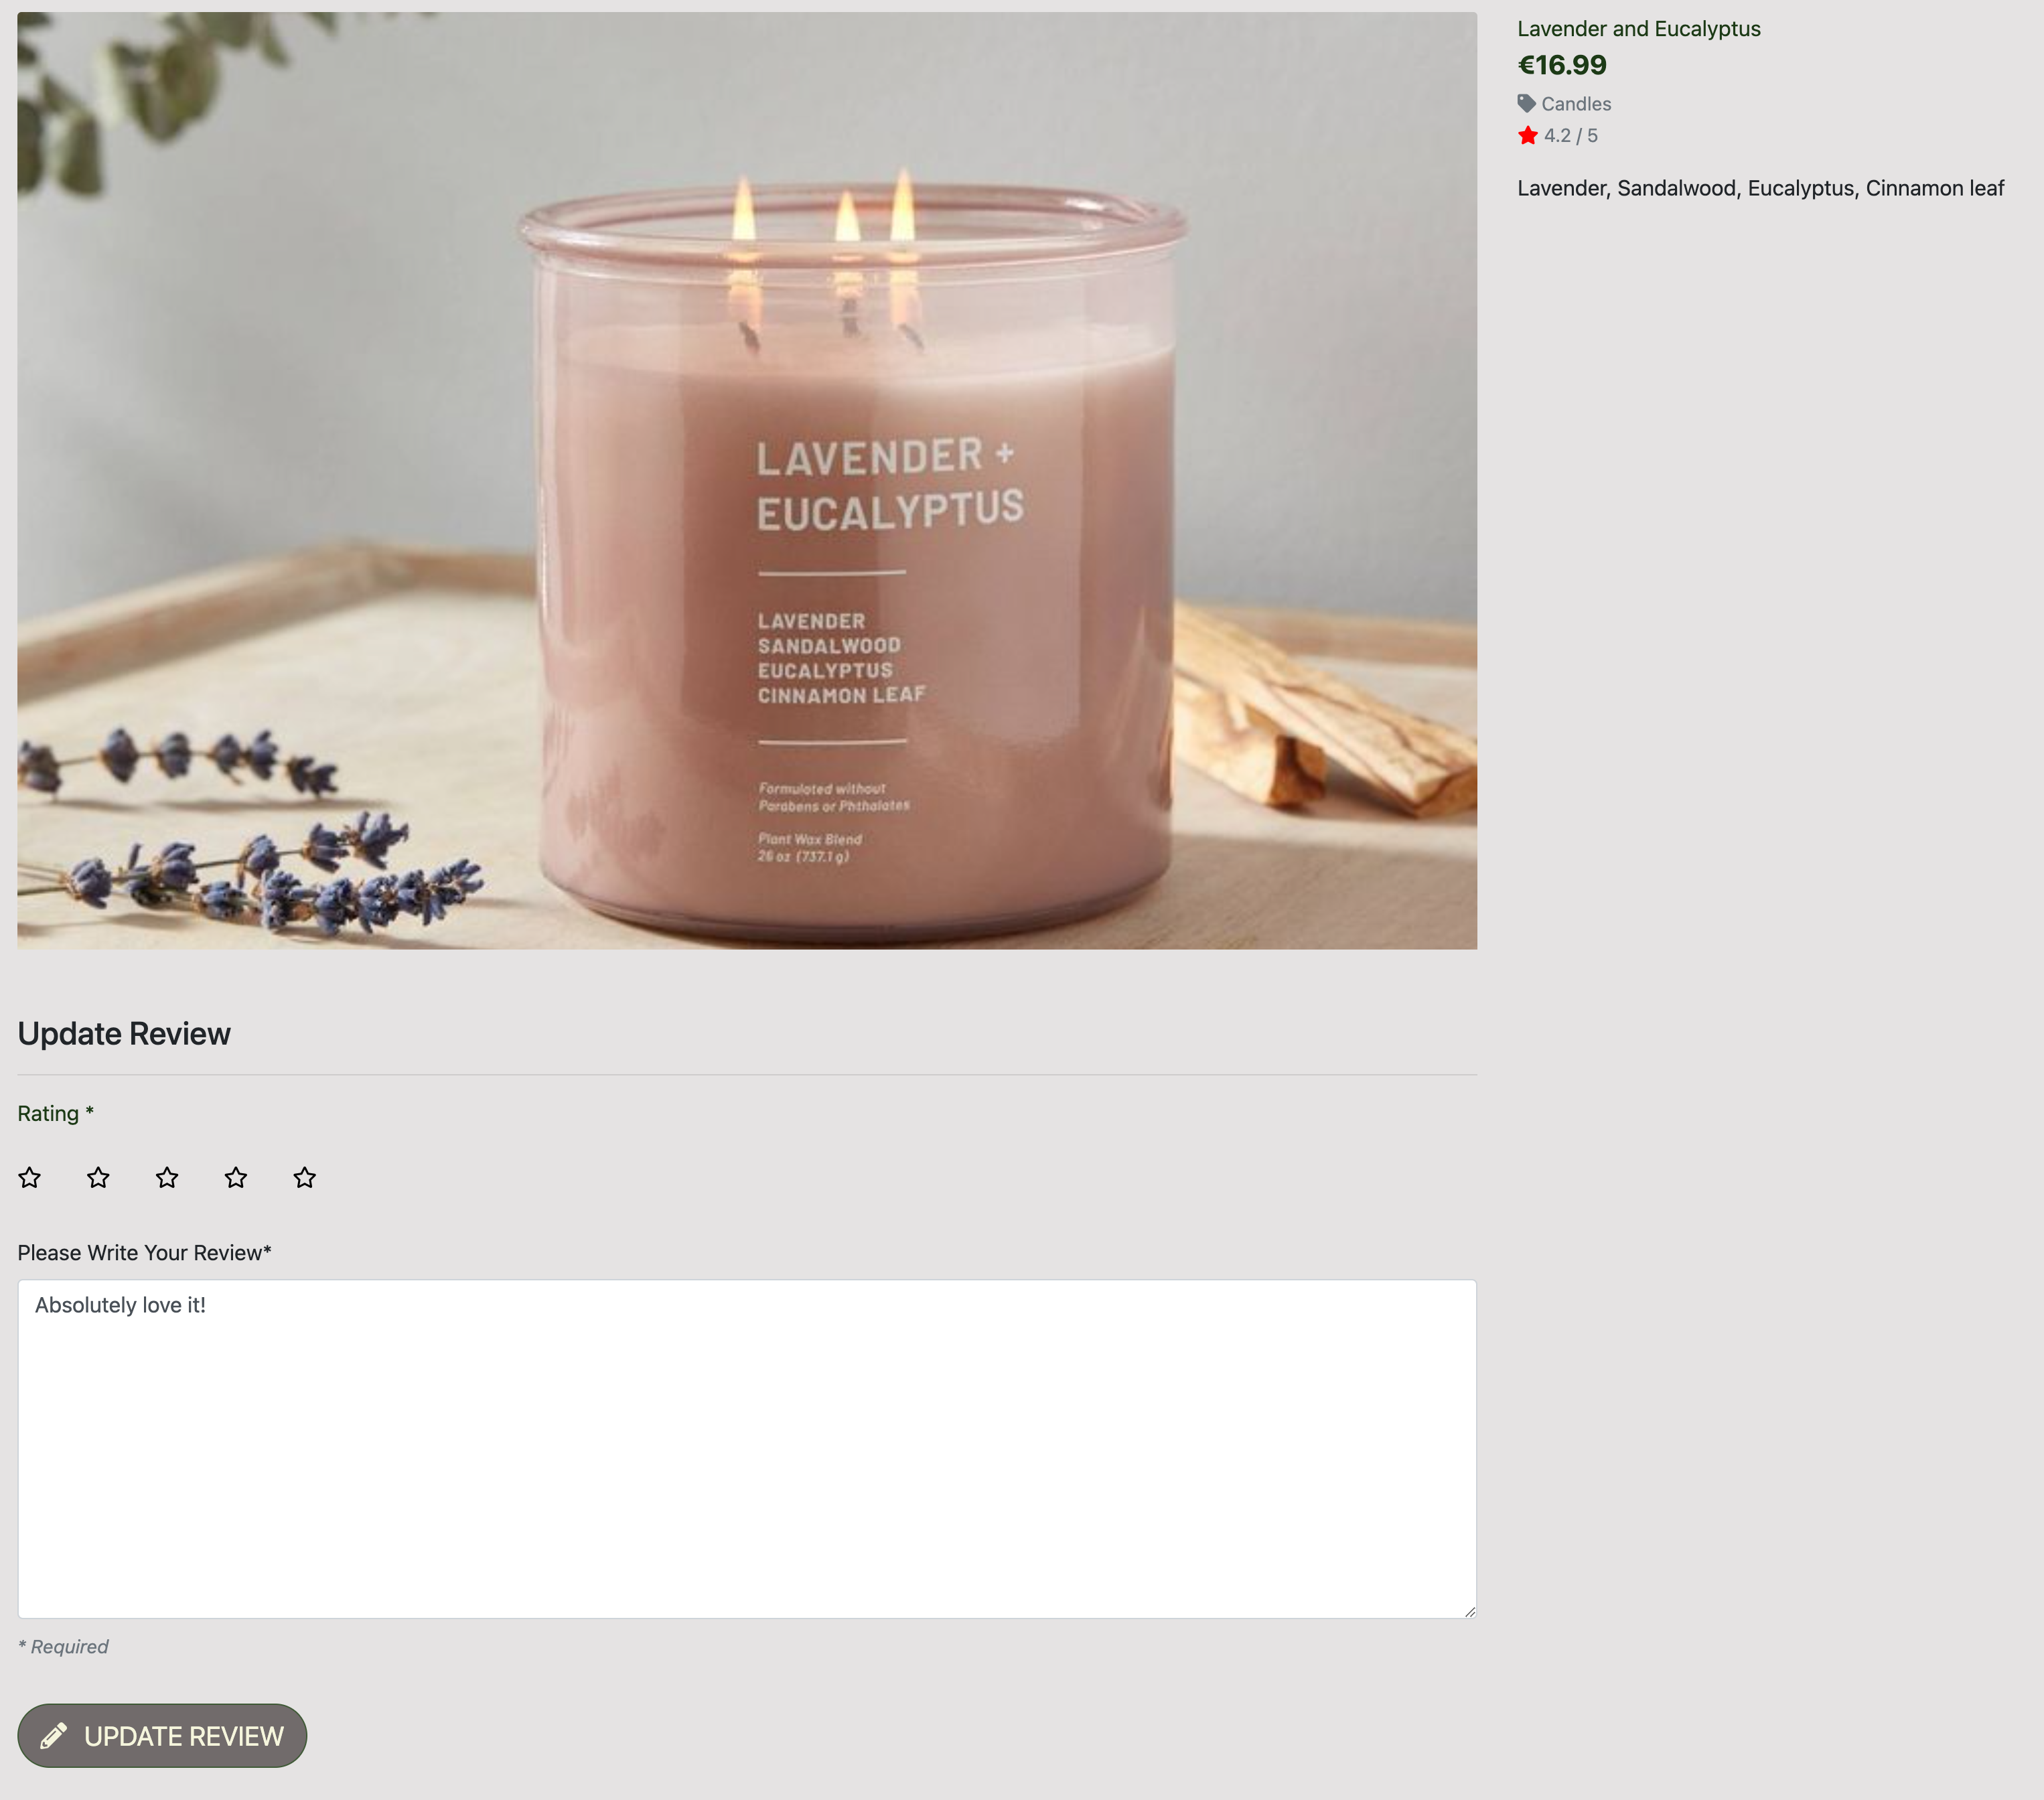 Lavender and Eucalyptus
€16.99
Candles
4.2 / 5
Lavender, Sandalwood, Eucalyptus, Cinnamon leaf
LAVENDER +
EUCALYPTUS
LAVENDER
SANDALWOOD
EUCALYPTUS
CINNAMON LEAF
Formulated without
Parabens or Phthalates
Plant Wax Blend
26 oz (737.1 g)
Update Review
Rating *
Please Write Your Review*
Absolutely love it!
* Required
UPDATE REVIEW